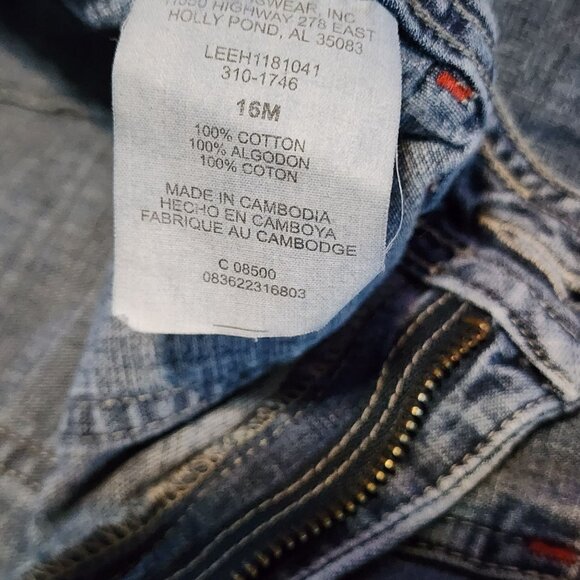 HIGHWAY 278 EAST
HOLLY POND, AL 35083
LEEH1181041
310-1746
16M
100% COTTON
100% ALGODON
100% COTON
MADE IN CAMBODIA
HECHO EN CAMBOYA
FABRIQUE AU CAMBODGE
C 08500
083622316803